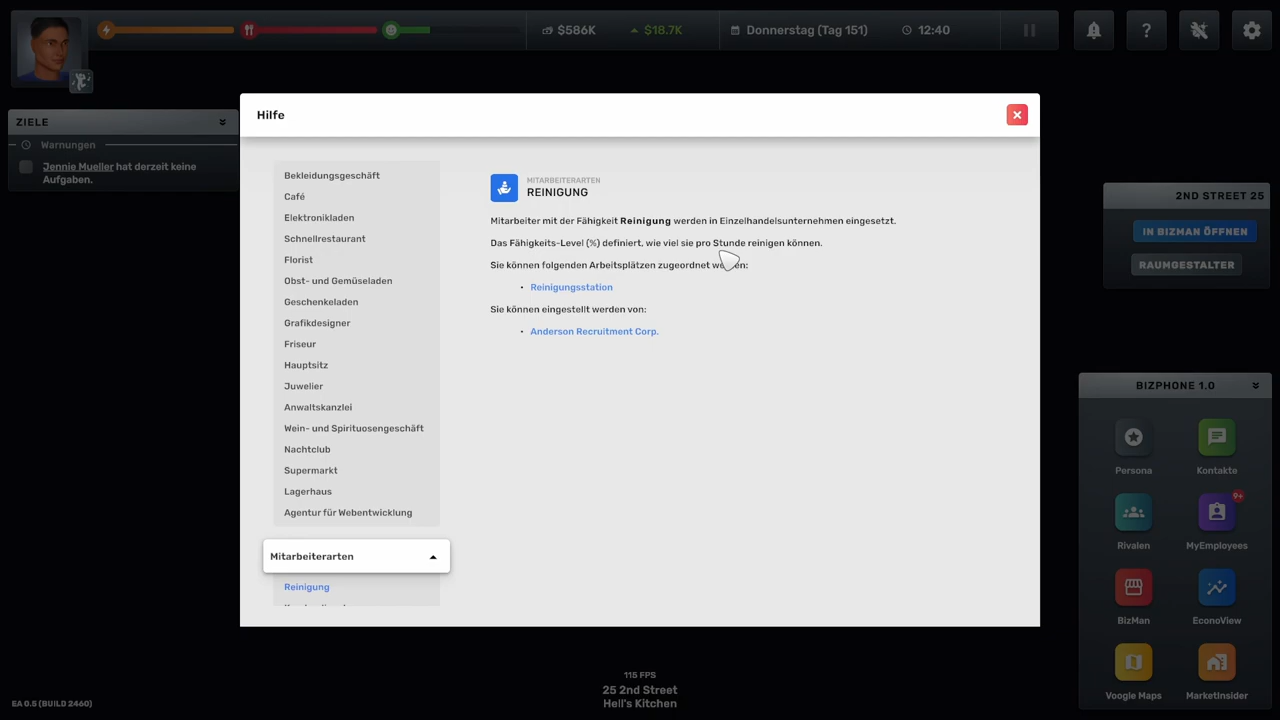 $586K
$18.7K
Donnerstag (Tag 151)
12:40
?
ZIELE
Warnungen
Jennie Mueller hat derzeit keine
Aufgaben.
Hilfe
Bekleidungsgeschäft
Café
Elektronikladen
Schnellrestaurant
Florist
Obst- und Gemüseladen
Geschenkeladen
Grafikdesigner
Friseur
Hauptsitz
Juwelier
Anwaltskanzlei
Wein- und Spirituosengeschäft
Nachtclub
Supermarkt
Lagerhaus
Agentur für Webentwicklung
Mitarbeiterarten
Reinigung
MITARBEITERARTEN
REINIGUNG
Mitarbeiter mit der Fähigkeit Reinigung werden in Einzelhandelsunternehmen eingesetzt.
Das Fähigkeits-Level (%) definiert, wie viel sie pro Stunde reinigen können.
Sie können folgenden Arbeitsplätzen zugeordnet werden:
• Reinigungsstation
Sie können eingestellt werden von:
• Anderson Recruitment Corp.
2ND STREET 25
IN BIZMAN ÖFFNEN
RAUMGESTALTER
BIZPHONE 1.0
Persona
Kontakte
9+
Rivalen
MyEmployees
BizMan
EconoView
Voogle Maps
MarketInsider
115 FPS
25 2nd Street
Hell's Kitchen
EA 0.5 (BUILD 2460)